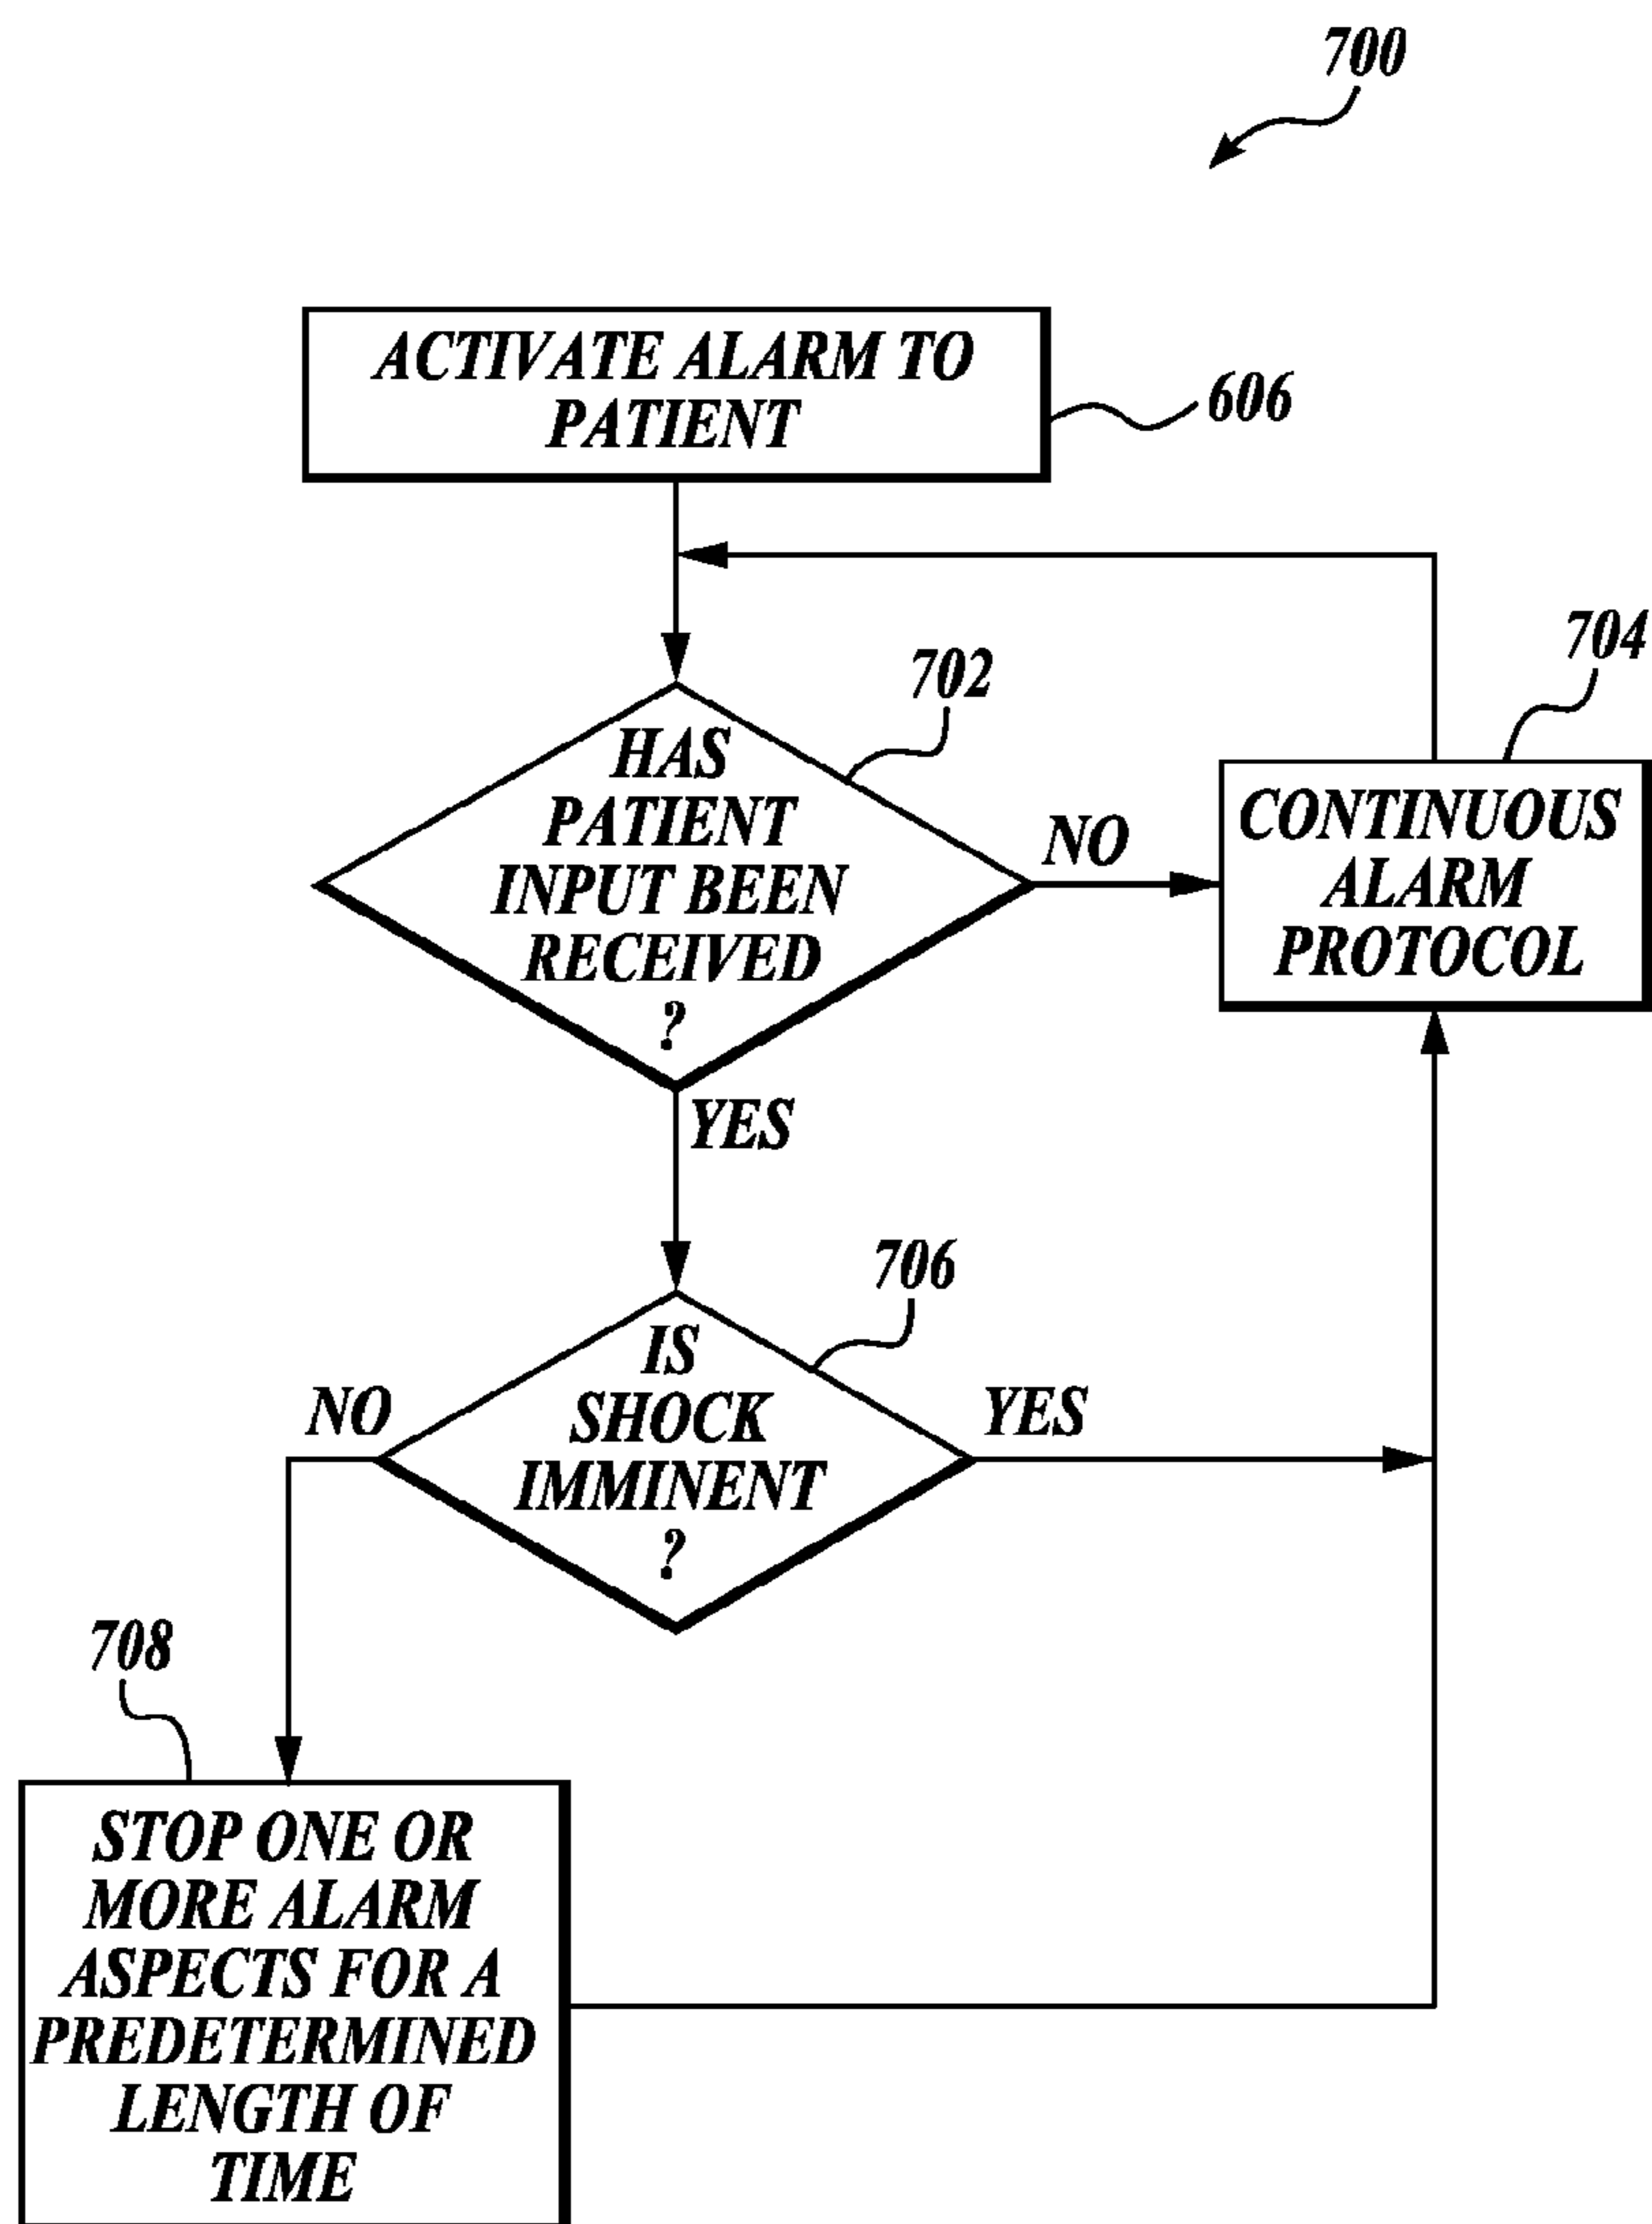 700
ACTIVATE ALARM TO
PATIENT
606
702
HAS
PATIENT
INPUT BEEN
RECEIVED
?
NO
704
CONTINUOUS
ALARM
PROTOCOL
YES
706
IS
SHOCK
IMMINENT
?
NO
YES
708
STOP ONE OR
MORE ALARM
ASPECTS FOR A
PREDETERMINED
LENGTH OF
TIME